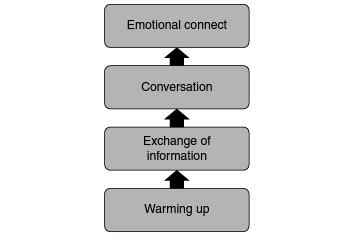 Emotional connect
Conversation
Exchange of
information
Warming up